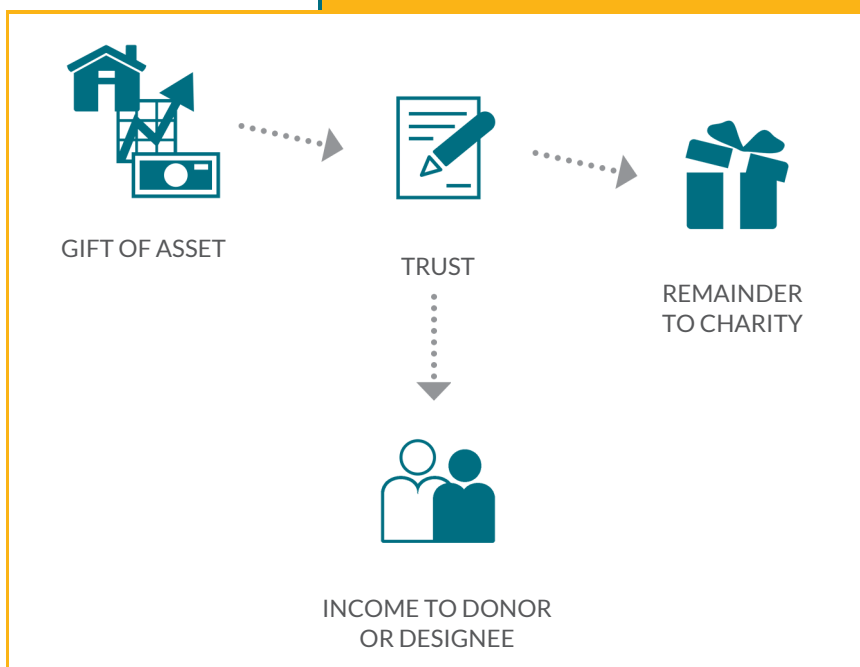 GIFT OF ASSET
TRUST
REMAINDER
TO CHARITY
INCOME TO DONOR
OR DESIGNEE